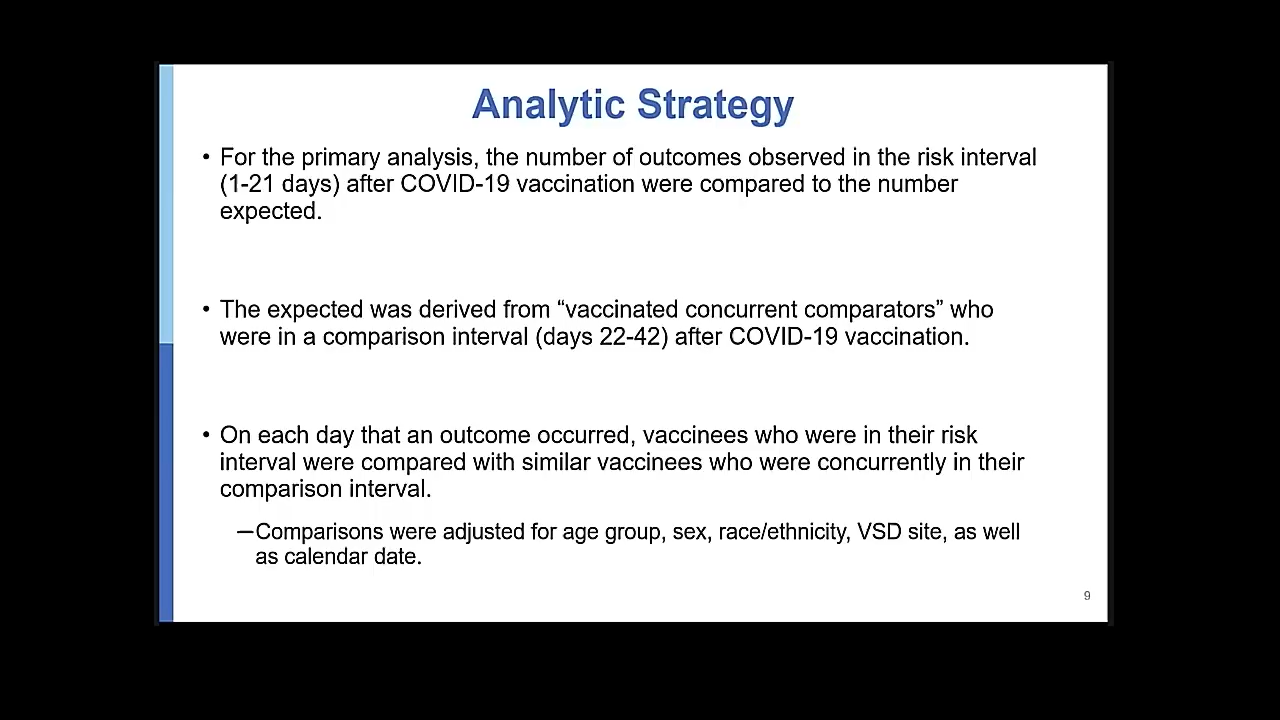 Analytic Strategy
• For the primary analysis, the number of outcomes observed in the risk interval
(1-21 days) after COVID-19 vaccination were compared to the number
expected.
• The expected was derived from “vaccinated concurrent comparators” who
were in a comparison interval (days 22-42) after COVID-19 vaccination.
• On each day that an outcome occurred, vaccinees who were in their risk
interval were compared with similar vaccinees who were concurrently in their
comparison interval.
—Comparisons were adjusted for age group, sex, race/ethnicity, VSD site, as well
as calendar date.
9